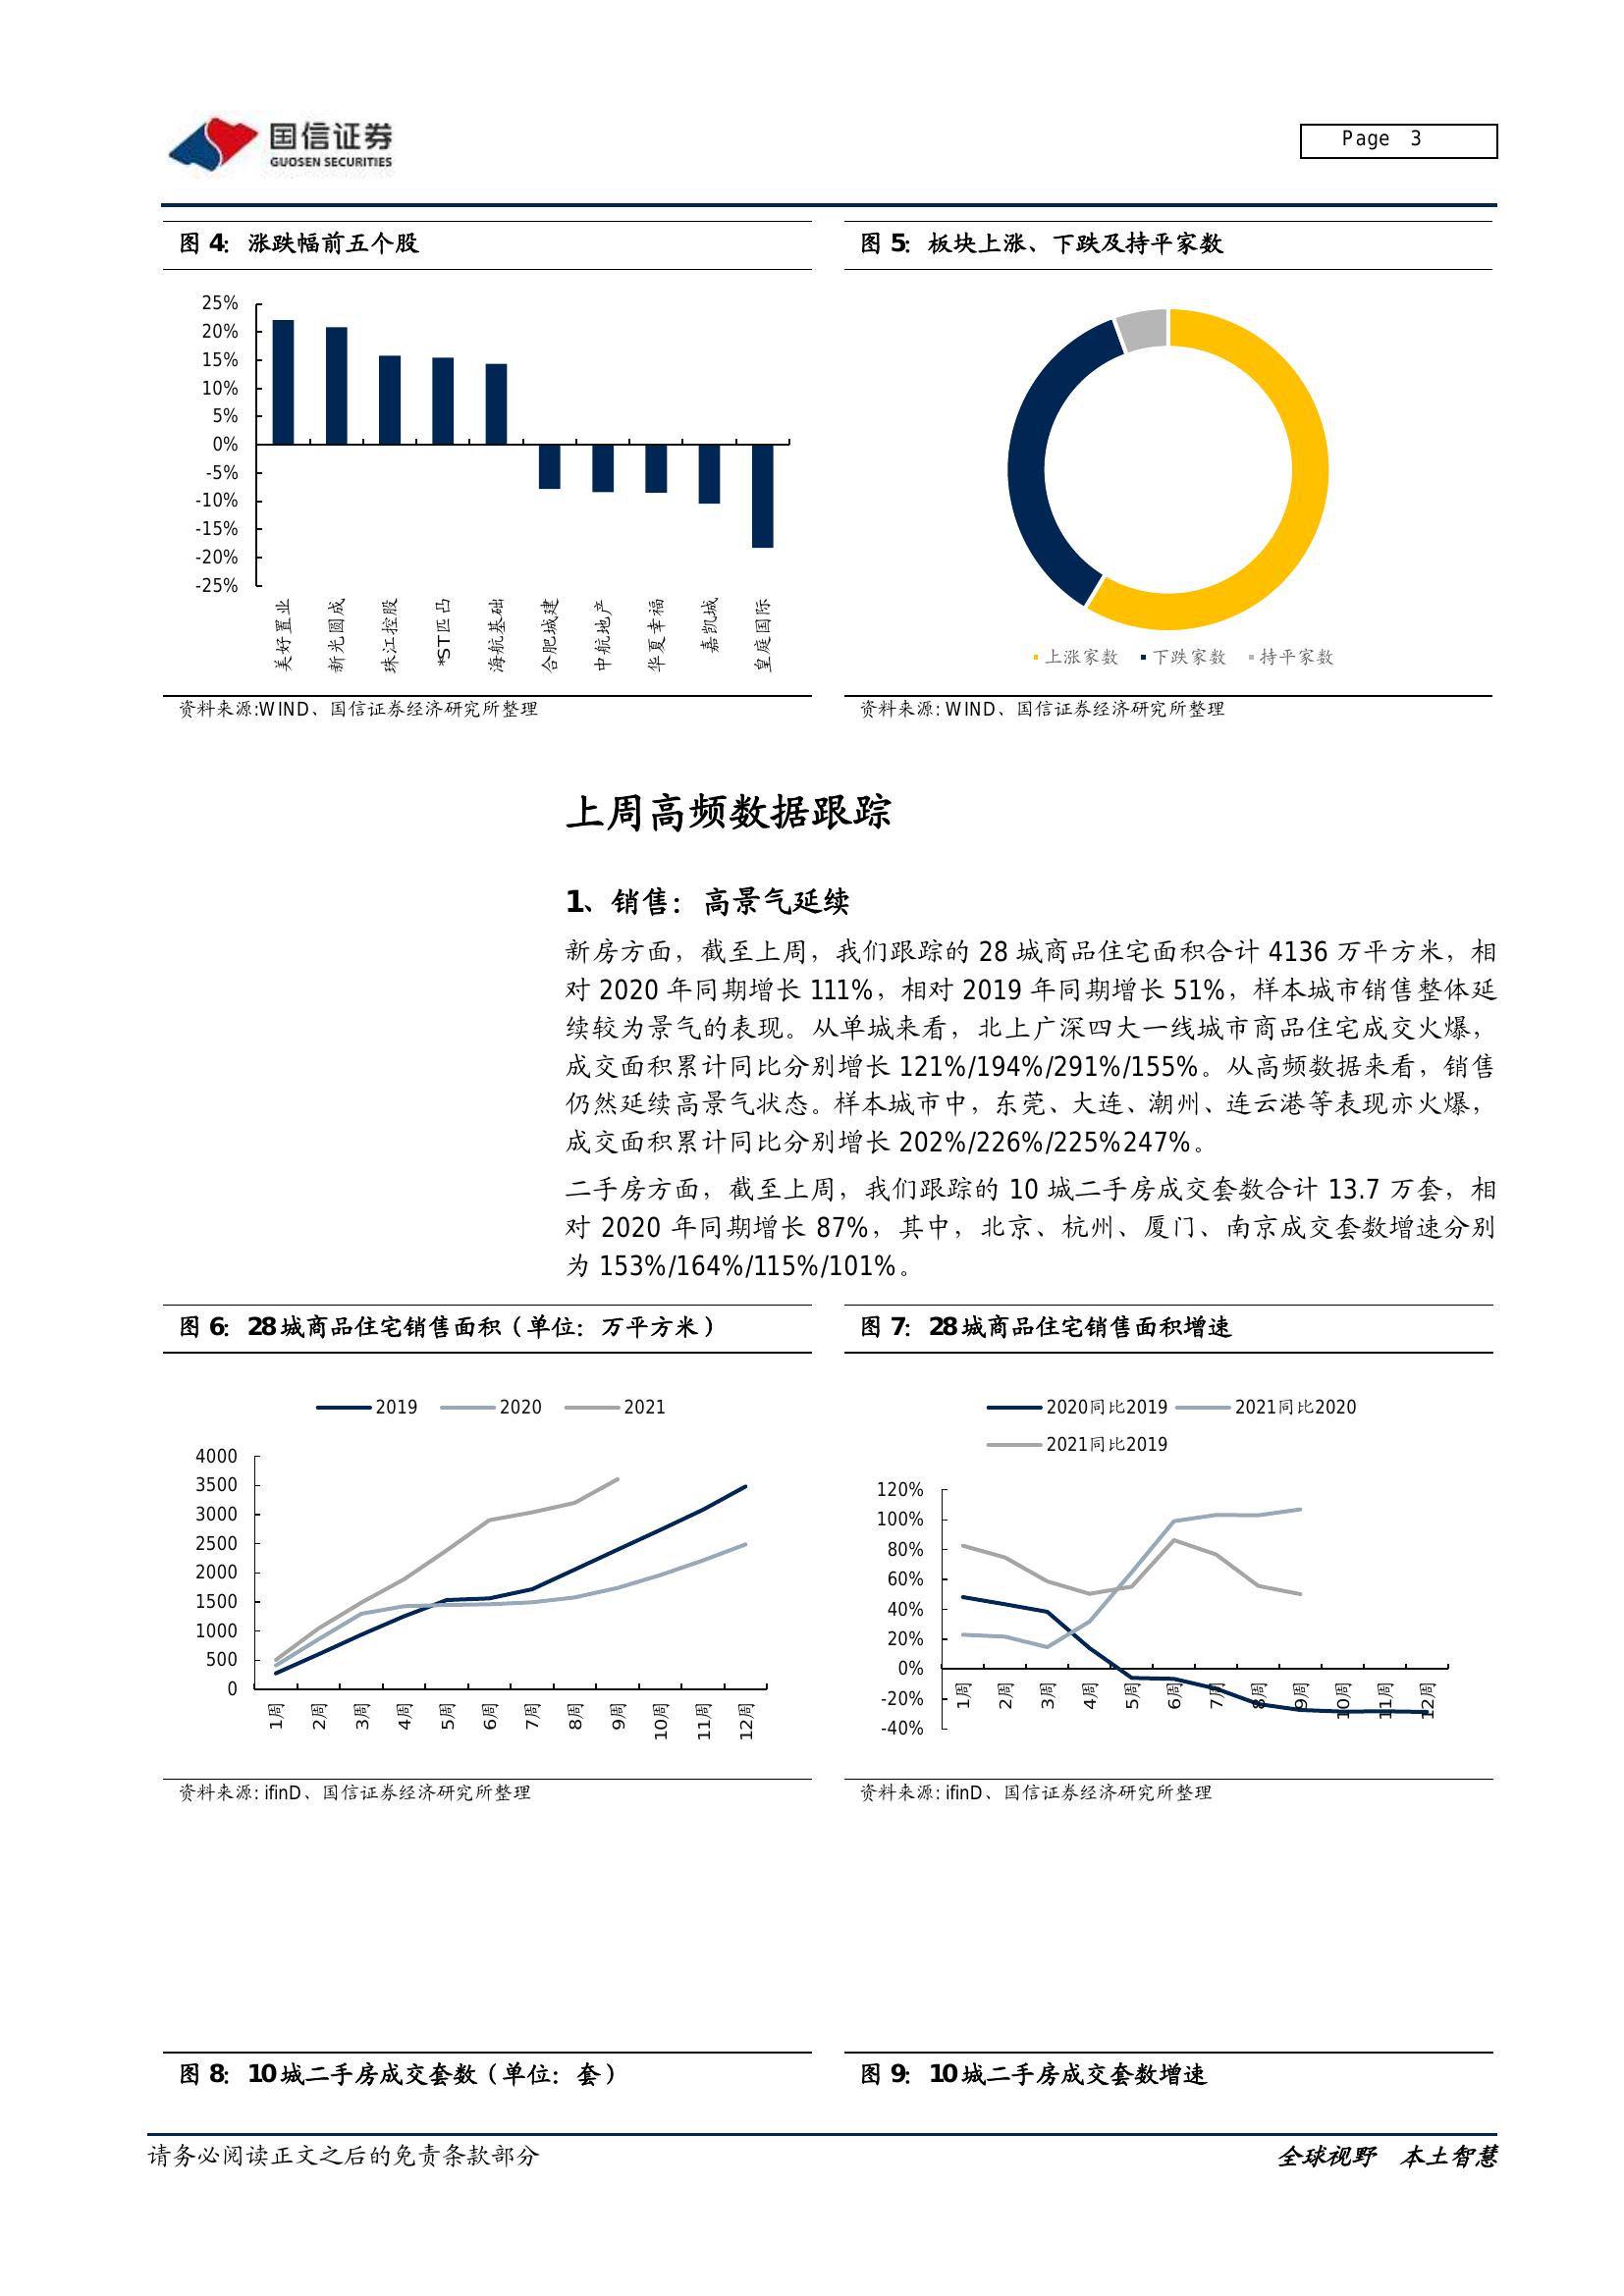 国信证券
GUOSEN SECURITIES
Page 3
图 4：涨跌幅前五个股
25%
20%
15%
10%
5%
0%
-5%
-10%
-15%
-20%
-25%
美好置业
新光圆成
珠江控股
*ST匹凸
海航基础
合肥城建
中航地产
华夏幸福
嘉凯城
皇庭国际
资料来源:WIND、国信证券经济研究所整理
图 5：板块上涨、下跌及持平家数
上涨家数 下跌家数 持平家数
资料来源: WIND、国信证券经济研究所整理
上周高频数据跟踪
1、销售：高景气延续
新房方面，截至上周，我们跟踪的 28 城商品住宅面积合计 4136 万平方米，相
对 2020 年同期增长 111%，相对 2019 年同期增长 51%，样本城市销售整体延
续较为景气的表现。从单城来看，北上广深四大一线城市商品住宅成交火爆，
成交面积累计同比分别增长 121%/194%/291%/155%。从高频数据来看，销售
仍然延续高景气状态。样本城市中，东莞、大连、潮州、连云港等表现亦火爆，
成交面积累计同比分别增长 202%/226%/225%247%。
二手房方面，截至上周，我们跟踪的 10 城二手房成交套数合计 13.7 万套，相
对 2020 年同期增长 87%，其中，北京、杭州、厦门、南京成交套数增速分别
为 153%/164%/115%/101%。
图 6：28城商品住宅销售面积（单位：万平方米）
2019 2020 2021
4000
3500
3000
2500
2000
1500
1000
500
0
1周 2周 3周 4周 5周 6周 7周 8周 9周 10周 11周 12周
资料来源: ifinD、国信证券经济研究所整理
图 7：28城商品住宅销售面积增速
2020同比2019 2021同比2020
2021同比2019
120%
100%
80%
60%
40%
20%
0%
-20%
-40%
1周 2周 3周 4周 5周 6周 7周 8周 9周 10周 11周 12周
资料来源: ifinD、国信证券经济研究所整理
图 8：10城二手房成交套数（单位：套）
图 9：10城二手房成交套数增速
请务必阅读正文之后的免责条款部分
全球视野 本土智慧